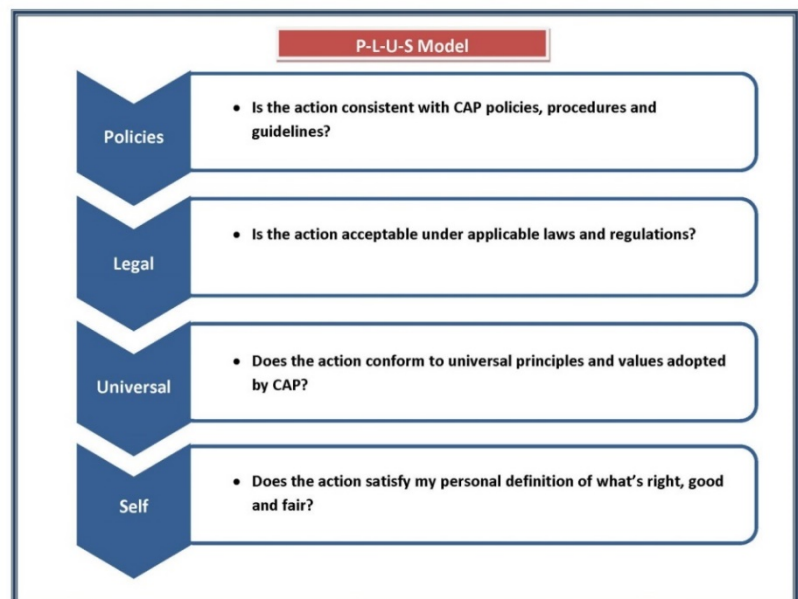 P-L-U-S Model
Policies
• Is the action consistent with CAP policies, procedures and
guidelines?
Legal
• Is the action acceptable under applicable laws and regulations?
Universal
• Does the action conform to universal principles and values adopted
by CAP?
Self
• Does the action satisfy my personal definition of what's right, good
and fair?